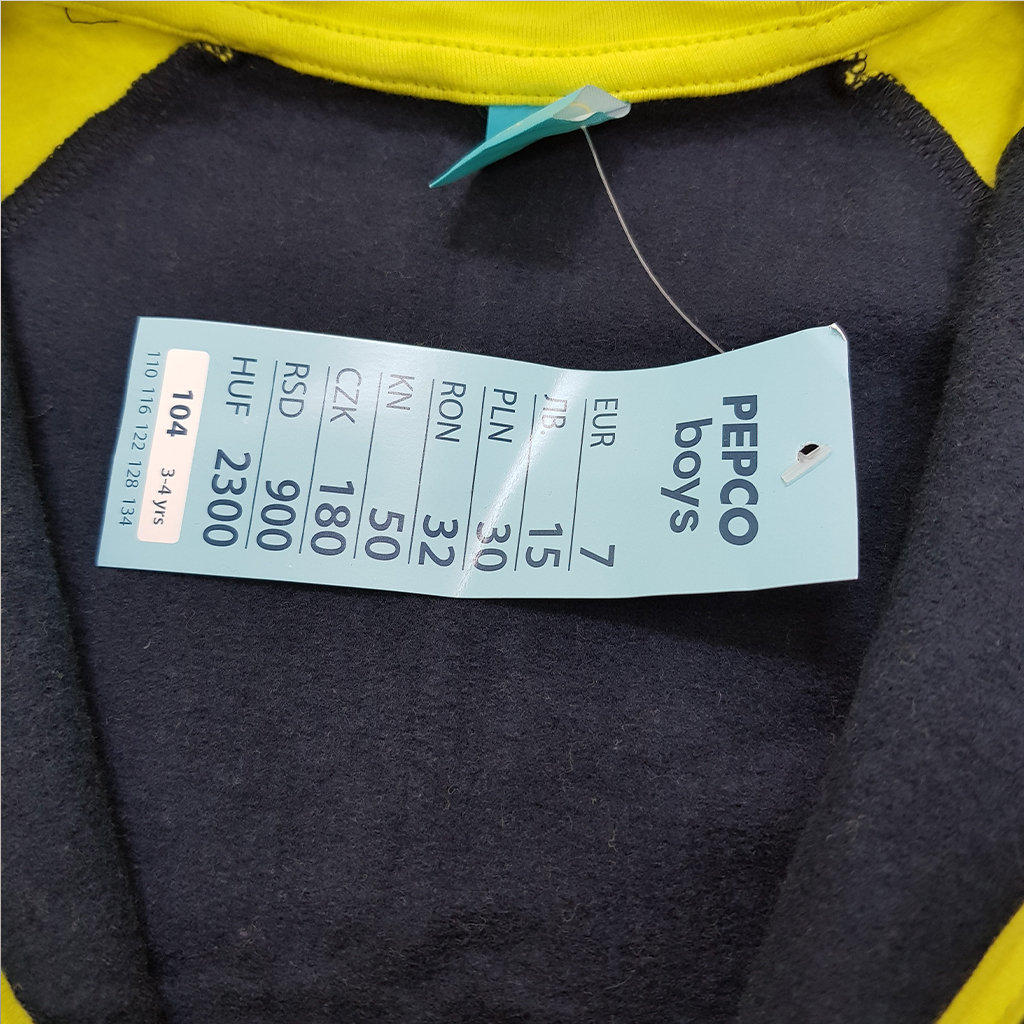 PEPCO
boys
EUR 7
ЛВ. 15
PLN 30
RON 32
KN 50
CZK 180
RSD 900
HUF 2300
104 3-4 yrs
110 116 122 128 134